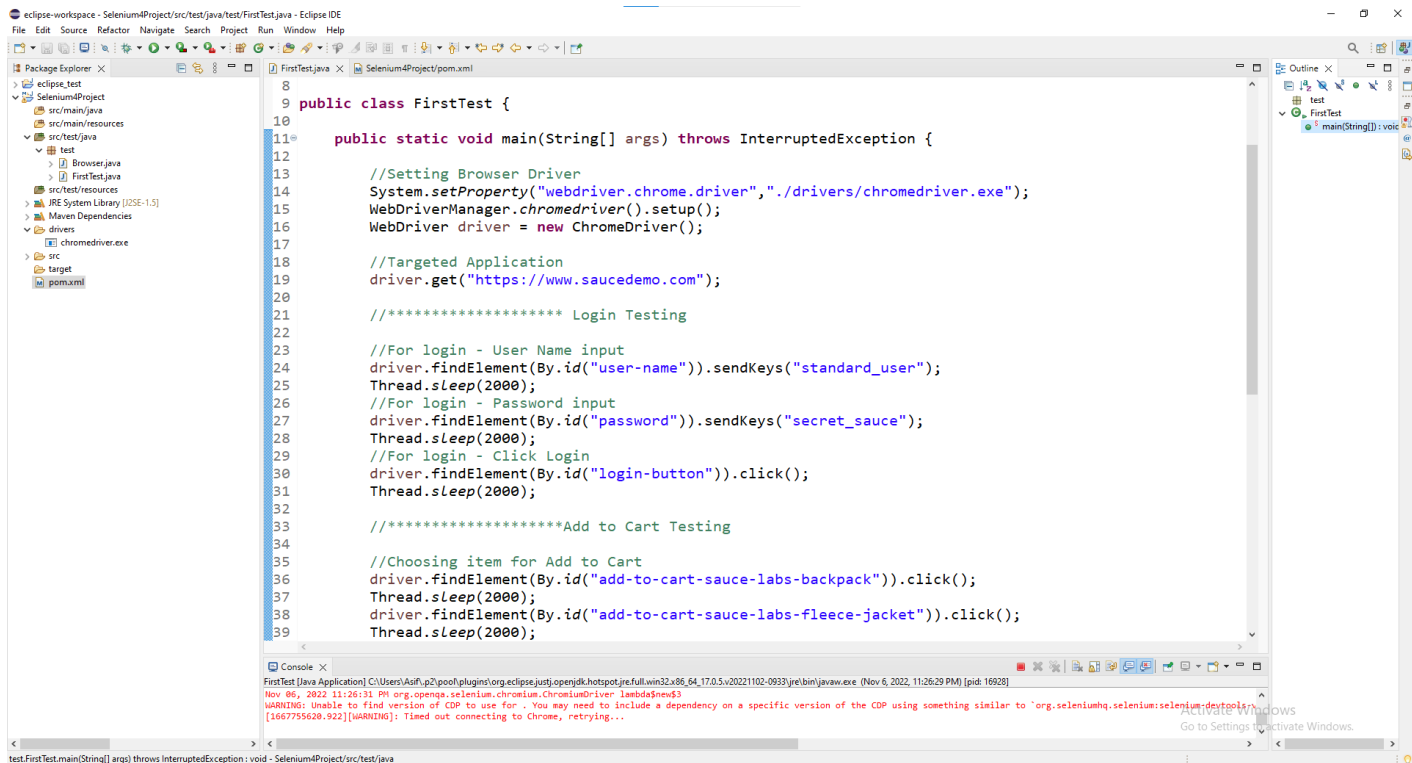 eclipse-workspace - Selenium4Project/src/test/java/test/FirstTest.java - Eclipse IDE
File Edit Source Refactor Navigate Search Project Run Window Help
Package Explorer
eclipse_test
Selenium4Project
src/main/java
src/main/resources
src/test/java
test
Browser.java
FirstTest.java
src/test/resources
JRE System Library [J2SE-1.5]
Maven Dependencies
drivers
chromedriver.exe
src
target
pom.xml
FirstTest.java Selenium4Project/pom.xml
8
9 public class FirstTest {
10
11 public static void main(String[] args) throws InterruptedException {
12
13 //Setting Browser Driver
14 System.setProperty("webdriver.chrome.driver","./drivers/chromedriver.exe");
15 WebDriverManager.chromedriver().setup();
16 WebDriver driver = new ChromeDriver();
17
18 //Targeted Application
19 driver.get("https://www.saucedemo.com");
20
21 //******************** Login Testing
22
23 //For login - User Name input
24 driver.findElement(By.id("user-name")).sendKeys("standard_user");
25 Thread.sleep(2000);
26 //For login - Password input
27 driver.findElement(By.id("password")).sendKeys("secret_sauce");
28 Thread.sleep(2000);
29 //For login - Click Login
30 driver.findElement(By.id("login-button")).click();
31 Thread.sleep(2000);
32
33 //********************Add to Cart Testing
34
35 //Choosing item for Add to Cart
36 driver.findElement(By.id("add-to-cart-sauce-labs-backpack")).click();
37 Thread.sleep(2000);
38 driver.findElement(By.id("add-to-cart-sauce-labs-fleece-jacket")).click();
39 Thread.sleep(2000);
Outline
test
FirstTest
main(String[]) : voic
Console
FirstTest [Java Application] C:\Users\Asif\.p2\pool\plugins\org.eclipse.justj.openjdk.hotspot.jre.full.win32.x86_64_17.0.5.v20221102-0933\jre\bin\javaw.exe (Nov 6, 2022, 11:26:29 PM) [pid: 16928]
Nov 06, 2022 11:26:31 PM org.openqa.selenium.chromium.ChromiumDriver lambda$new$3
WARNING: Unable to find version of CDP to use for . You may need to include a dependency on a specific version of the CDP using something similar to `org.seleniumhq.selenium:selenium-devtools-v
[1667755620.922][WARNING]: Timed out connecting to Chrome, retrying...
Activate Windows
Go to Settings to activate Windows.
test.FirstTest.main(String[] args) throws InterruptedException : void - Selenium4Project/src/test/java